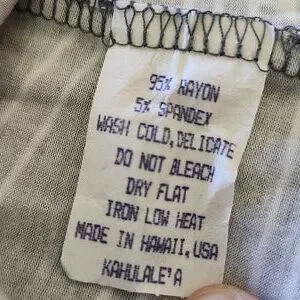 95% RAYON
5% SPANDEX
WASH COLD, DELICATE
DO NOT BLEACH
DRY FLAT
IRON LOW HEAT
MADE IN HAWAII, USA
KAHULALE'A